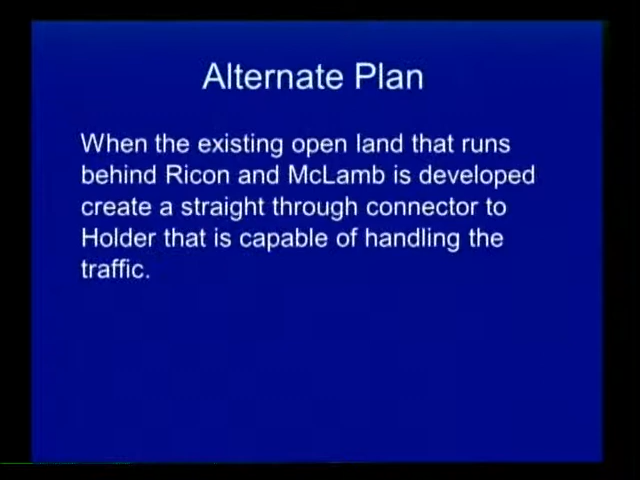 Alternate Plan
When the existing open land that runs
behind Ricon and McLamb is developed
create a straight through connector to
Holder that is capable of handling the
traffic.